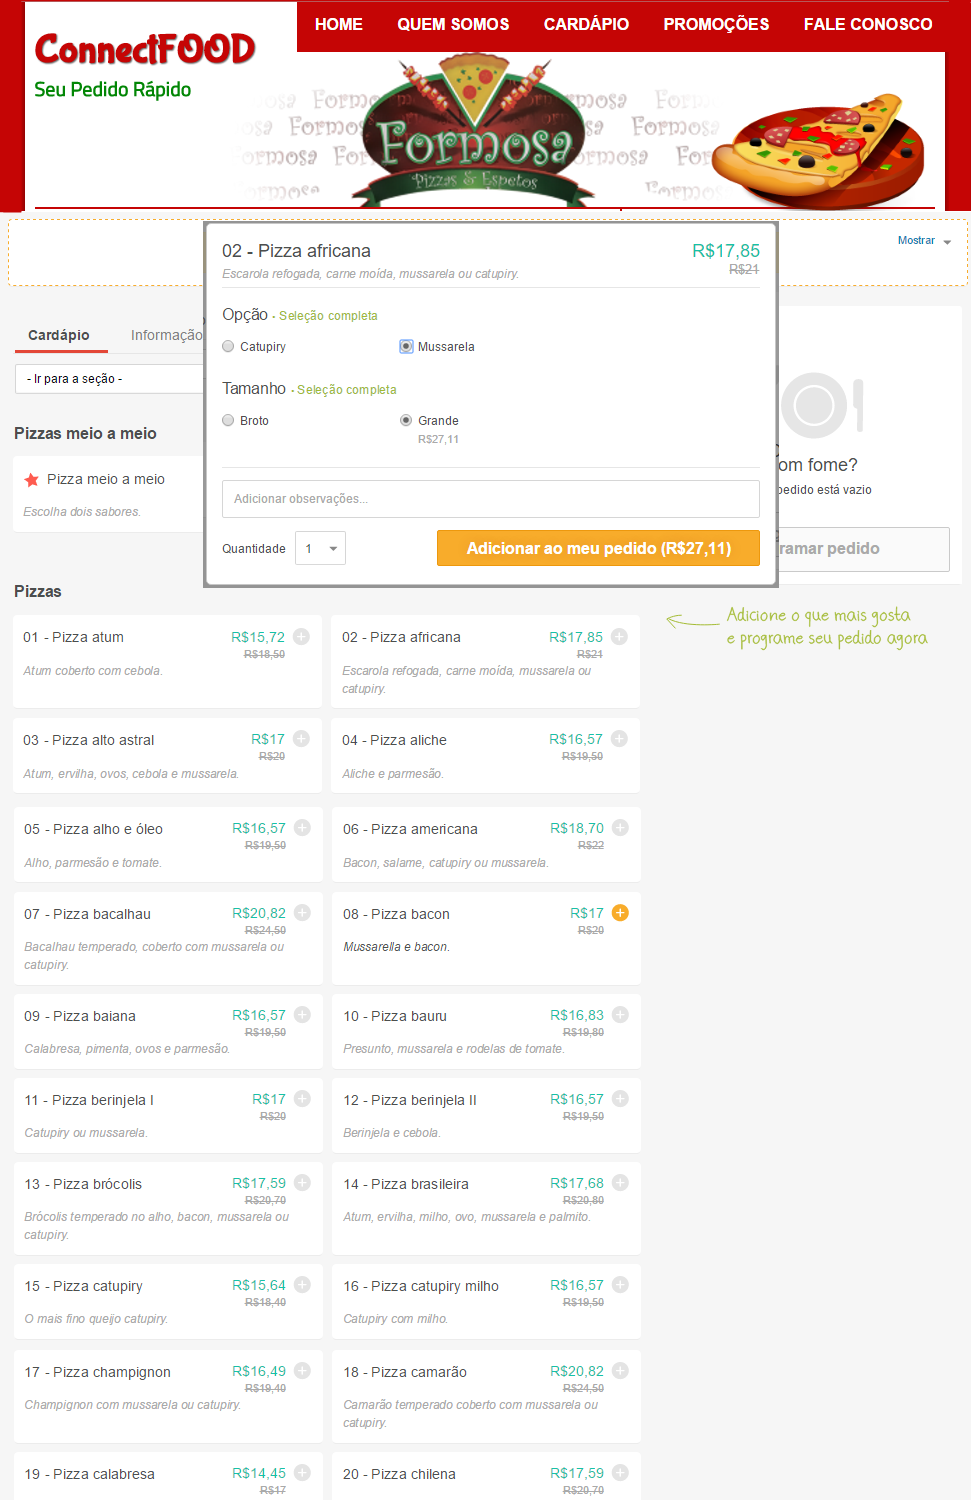 HOME QUEM SOMOS CARDÁPIO PROMOÇÕES FALE CONOSCO
ConnectFOOD
Seu Pedido Rápido
Formosa
Pizzas & Espetos
Mostrar
02 - Pizza africana R$17,85
Escarola refogada, carne moída, mussarela ou catupiry. R$21
Opção • Seleção completa
Catupiry Mussarela
Tamanho • Seleção completa
Broto Grande
R$27,11
Adicionar observações...
Quantidade 1 Adicionar ao meu pedido (R$27,11)
Cardápio Informação
- Ir para a seção -
Pizzas meio a meio
Pizza meio a meio
Escolha dois sabores.
om fome?
pedido está vazio
ramar pedido
Adicione o que mais gosta
e programe seu pedido agora
Pizzas
01 - Pizza atum R$15,72
R$18,50
Atum coberto com cebola.
02 - Pizza africana R$17,85
R$21
Escarola refogada, carne moída, mussarela ou
catupiry.
03 - Pizza alto astral R$17
R$20
Atum, ervilha, ovos, cebola e mussarela.
04 - Pizza aliche R$16,57
R$19,50
Aliche e parmesão.
05 - Pizza alho e óleo R$16,57
R$19,50
Alho, parmesão e tomate.
06 - Pizza americana R$18,70
R$22
Bacon, salame, catupiry ou mussarela.
07 - Pizza bacalhau R$20,82
R$24,50
Bacalhau temperado, coberto com mussarela ou
catupiry.
08 - Pizza bacon R$17
R$20
Mussarella e bacon.
09 - Pizza baiana R$16,57
R$19,50
Calabresa, pimenta, ovos e parmesão.
10 - Pizza bauru R$16,83
R$19,80
Presunto, mussarela e rodelas de tomate.
11 - Pizza berinjela I R$17
R$20
Catupiry ou mussarela.
12 - Pizza berinjela II R$16,57
R$19,50
Berinjela e cebola.
13 - Pizza brócolis R$17,59
R$20,70
Brócolis temperado no alho, bacon, mussarela ou
catupiry.
14 - Pizza brasileira R$17,68
R$20,80
Atum, ervilha, milho, ovo, mussarela e palmito.
15 - Pizza catupiry R$15,64
R$18,40
O mais fino queijo catupiry.
16 - Pizza catupiry milho R$16,57
R$19,50
Catupiry com milho.
17 - Pizza champignon R$16,49
R$19,40
Champignon com mussarela ou catupiry.
18 - Pizza camarão R$20,82
R$24,50
Camarão temperado coberto com mussarela ou
catupiry.
19 - Pizza calabresa R$14,45
R$17
20 - Pizza chilena R$17,59
R$20,70